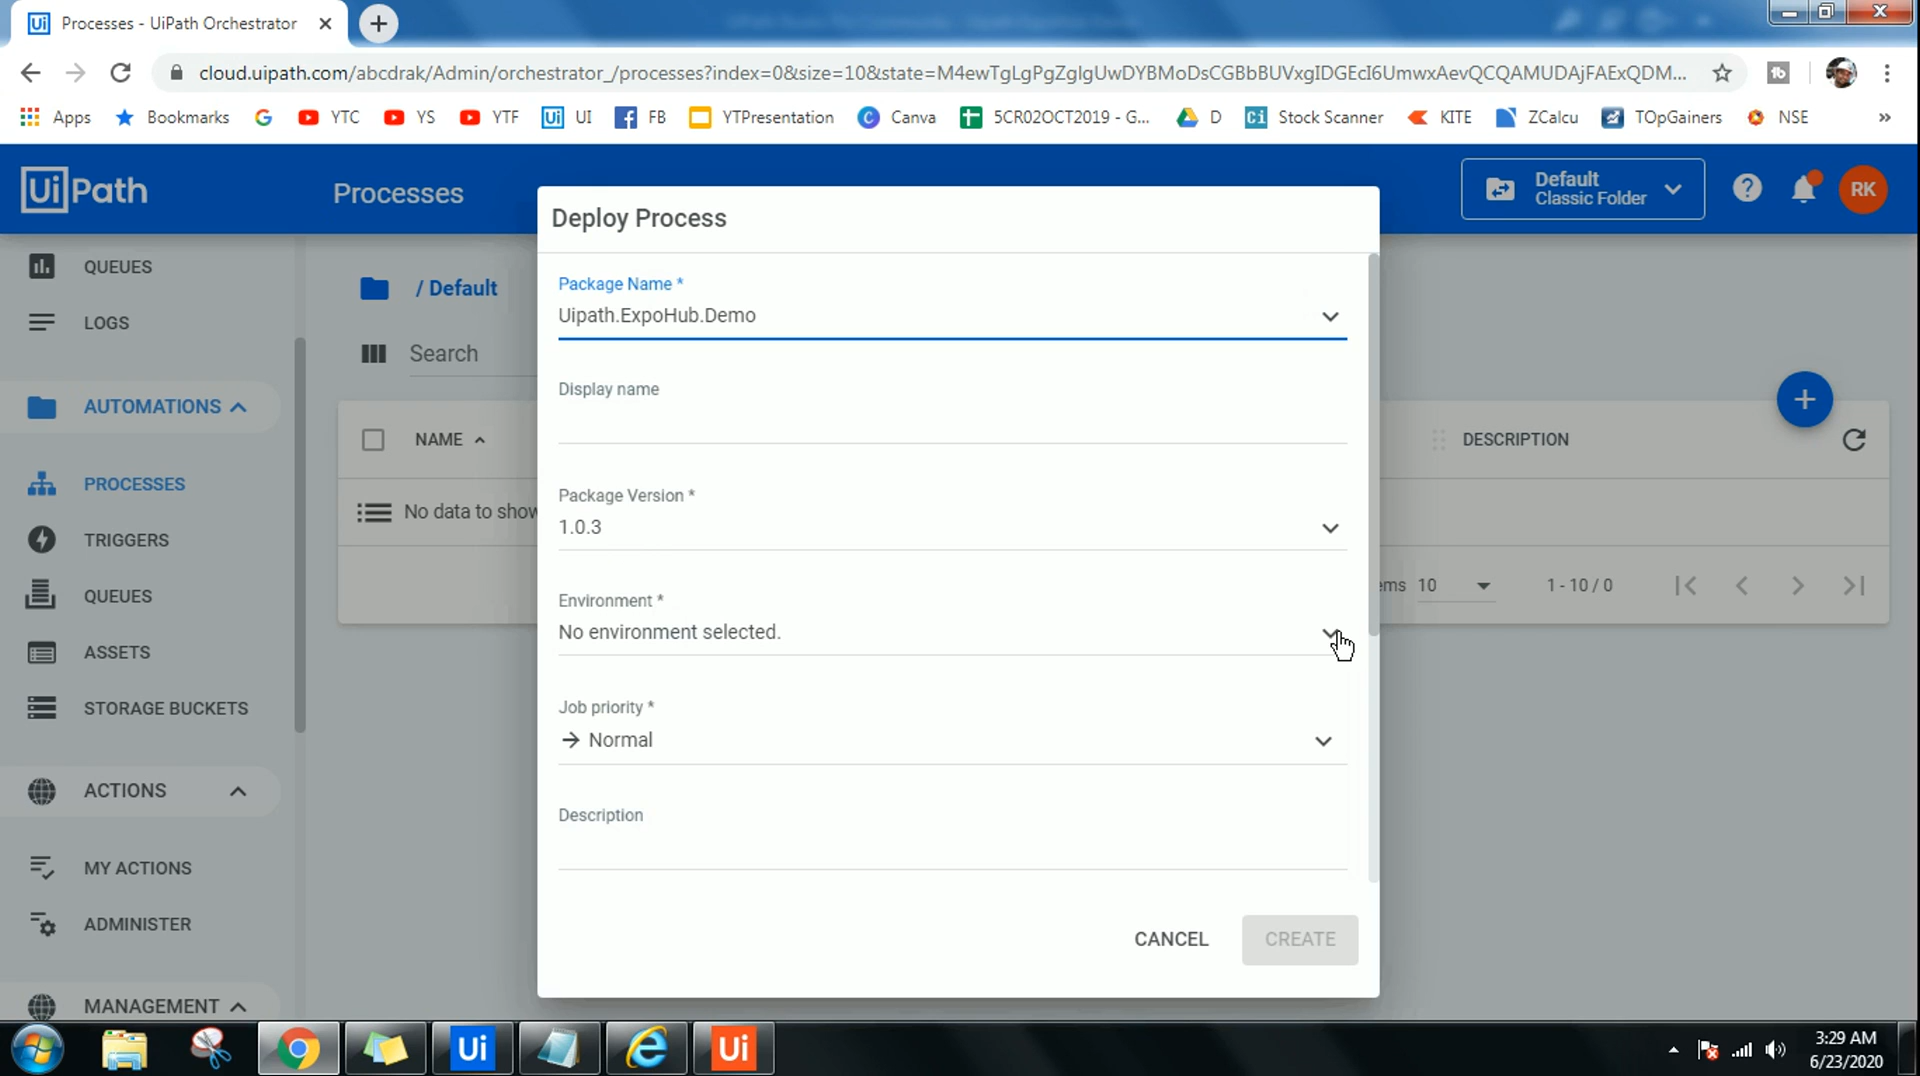 Processes - UiPath Orchestrator
cloud.uipath.com/abcdrak/Admin/orchestrator_/processes?index=0&size=10&state=M4ewTgLgPgZglgUwDYBMoDsCGBbBUVxgIDGEcI6UmwxAevQCQAMUDAjFAExQDM...
Apps
Bookmarks
YTC
YS
YTF
UI
FB
YTPresentation
Canva
5CR02OCT2019 - G...
D
Stock Scanner
KITE
ZCalcu
TOpGainers
NSE
»
Ui Path
Processes
Default
Classic Folder
RK
QUEUES
LOGS
AUTOMATIONS
PROCESSES
TRIGGERS
QUEUES
ASSETS
STORAGE BUCKETS
ACTIONS
MY ACTIONS
ADMINISTER
MANAGEMENT
/ Default
Search
NAME
DESCRIPTION
No data to show
ems 10
1 - 10 / 0
Deploy Process
Package Name *
Uipath.ExpoHub.Demo
Display name
Package Version *
1.0.3
Environment *
No environment selected.
Job priority *
Normal
Description
CANCEL
CREATE
3:29 AM
6/23/2020